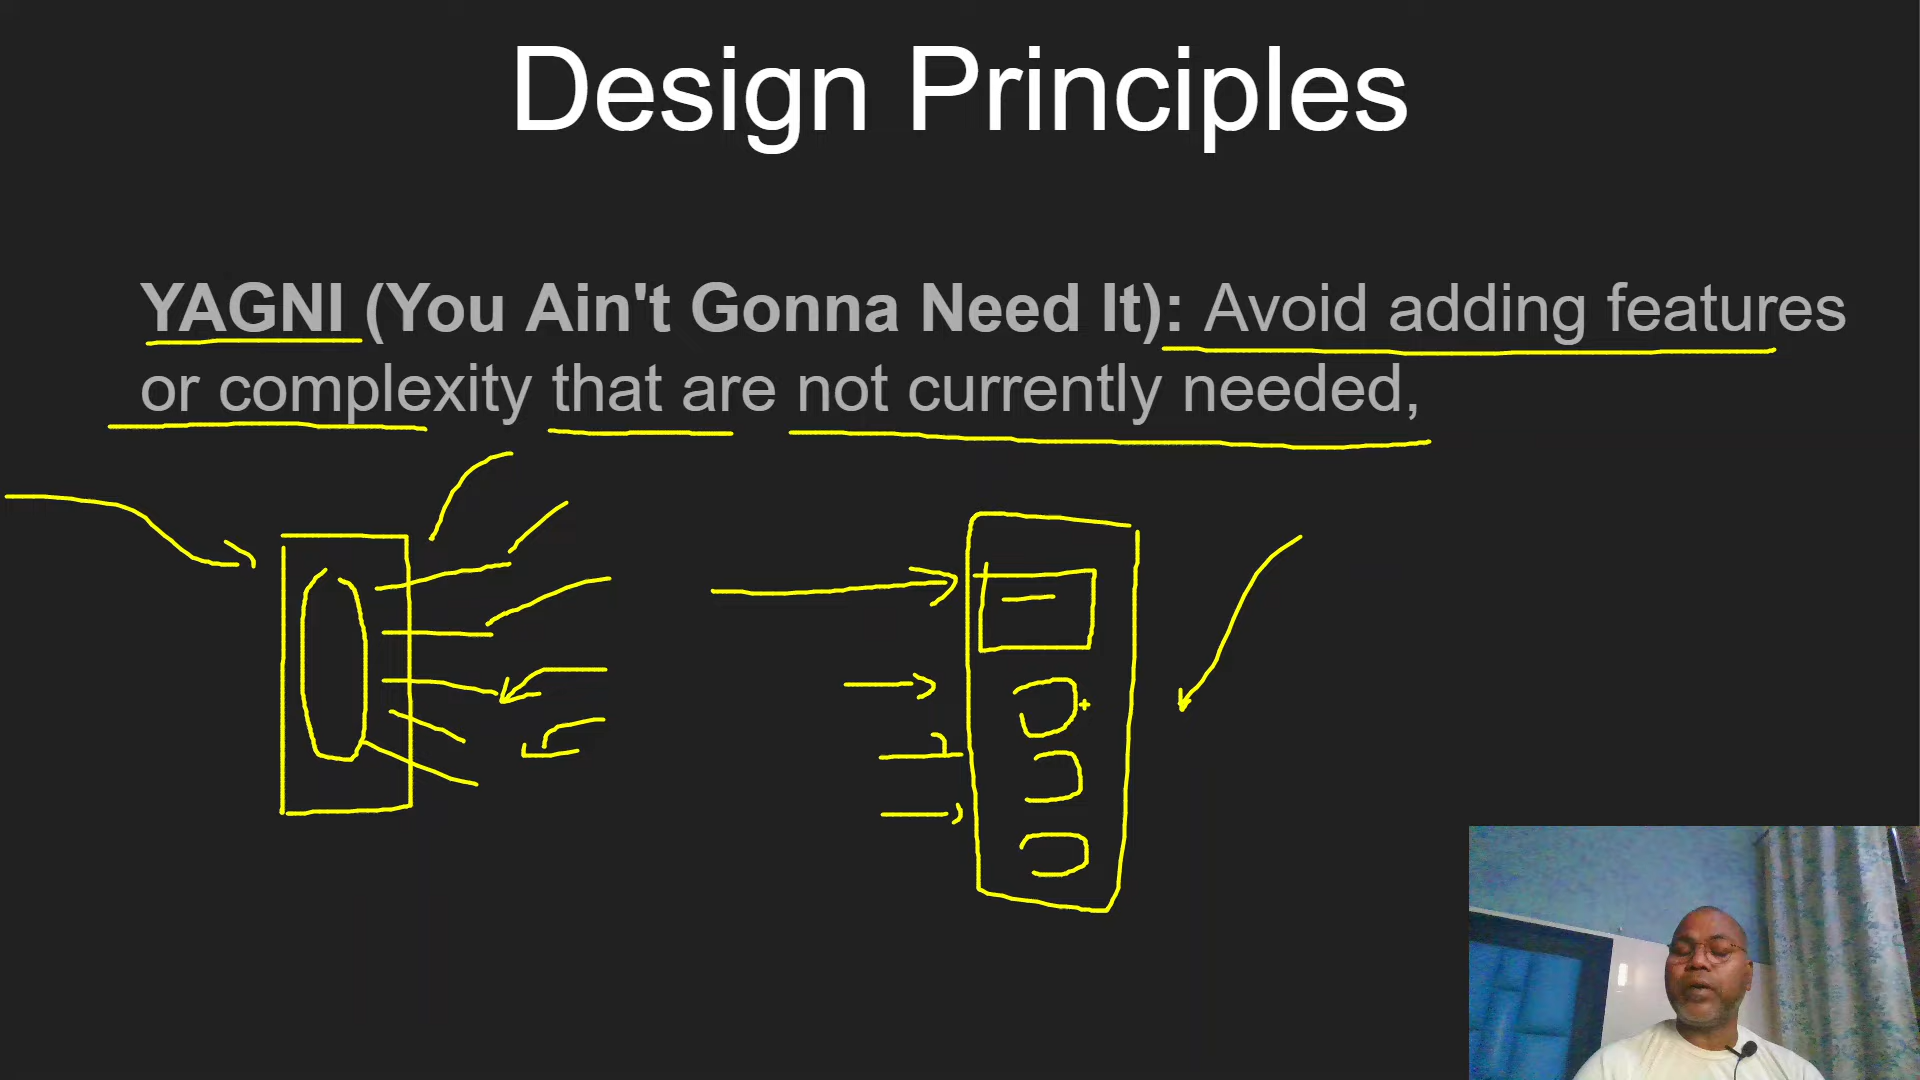 Design Principles
YAGNI (You Ain't Gonna Need It): Avoid adding features
or complexity that are not currently needed,